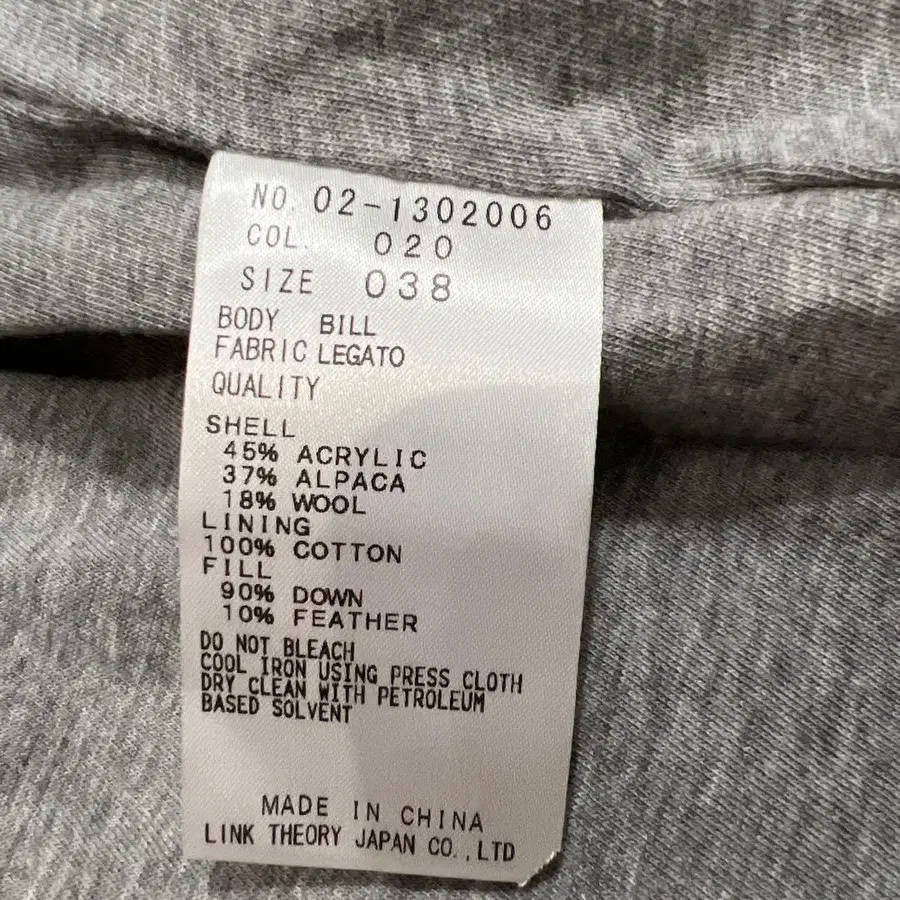 NO. 02-1302006
COL. 020
SIZE 038
BODY BILL
FABRIC LEGATO
QUALITY
SHELL
45% ACRYLIC
37% ALPACA
18% WOOL
LINING
100% COTTON
FILL
90% DOWN
10% FEATHER
DO NOT BLEACH
COOL IRON USING PRESS CLOTH
DRY CLEAN WITH PETROLEUM
BASED SOLVENT
MADE IN CHINA
LINK THEORY JAPAN CO.,LTD